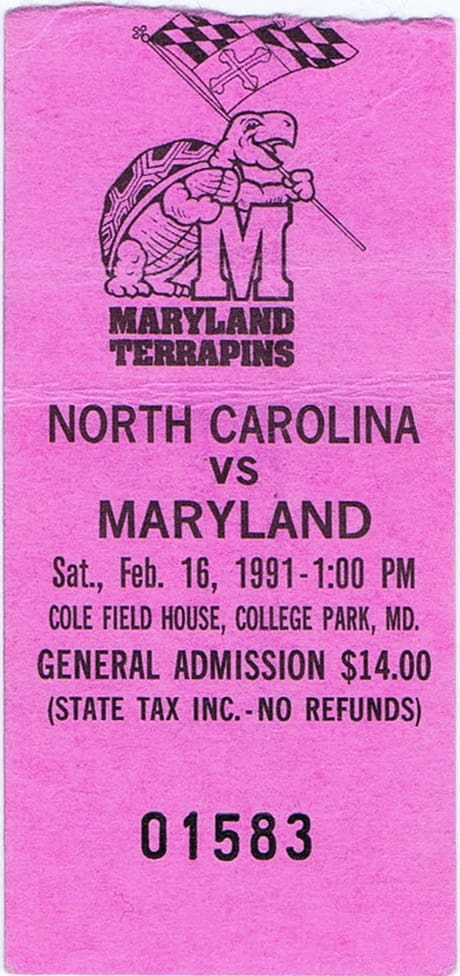 M
MARYLAND
TERRAPINS
NORTH CAROLINA
VS
MARYLAND
Sat., Feb. 16, 1991-1:00 PM
COLE FIELD HOUSE, COLLEGE PARK, MD.
GENERAL ADMISSION $14.00
(STATE TAX INC.-NO REFUNDS)
01583